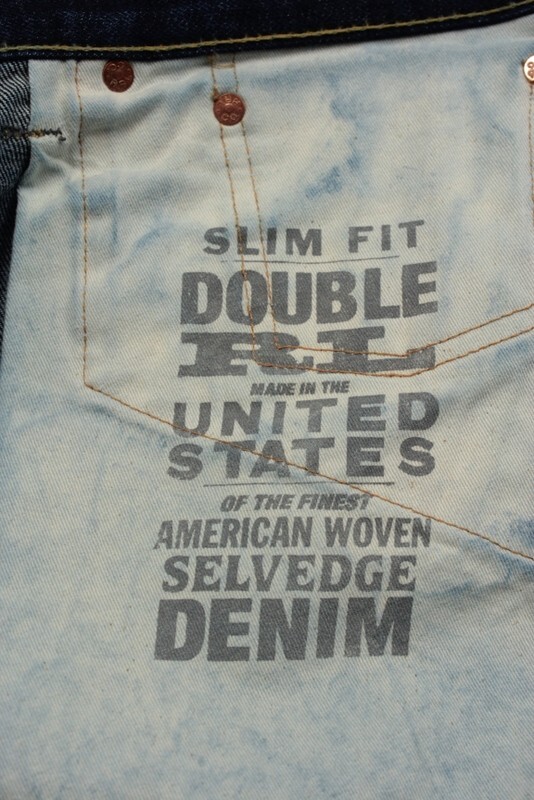 SLIM FIT
DOUBLE
RL
MADE IN THE
UNITED
STATES
OF THE FINEST
AMERICAN WOVEN
SELVEDGE
DENIM